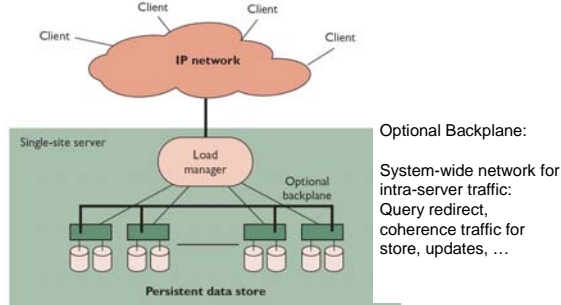 Client
Client
Client
Client
IP network
Single-site server
Load
manager
Optional
backplane
Persistent data store
Optional Backplane:
System-wide network for
intra-server traffic:
Query redirect,
coherence traffic for
store, updates, …